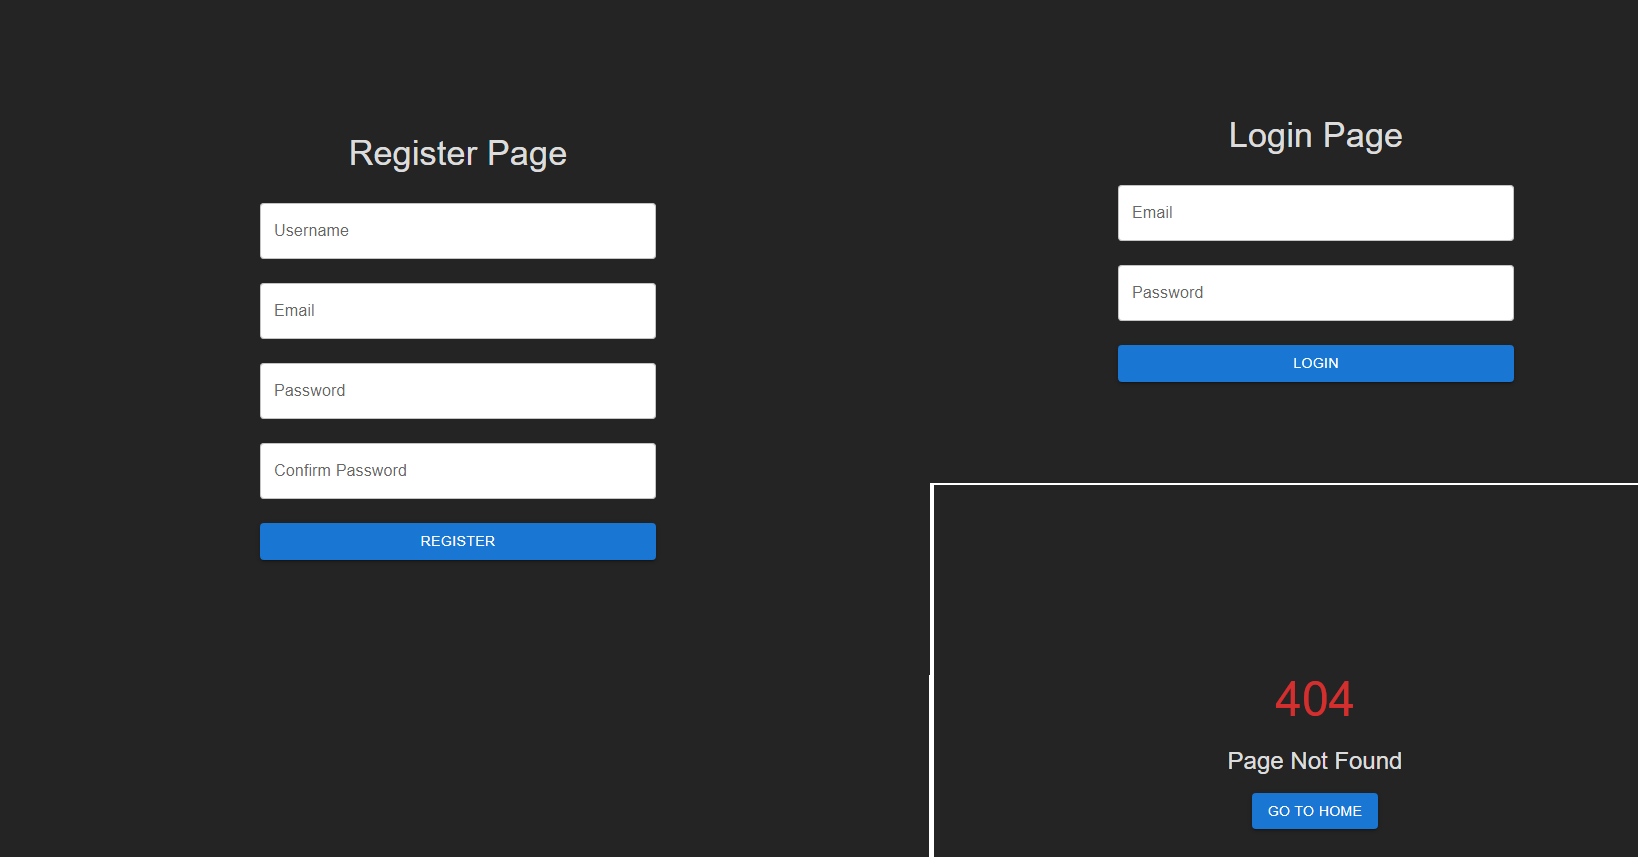 Register Page
Username
Email
Password
Confirm Password
REGISTER
Login Page
Email
Password
LOGIN
404
Page Not Found
GO TO HOME